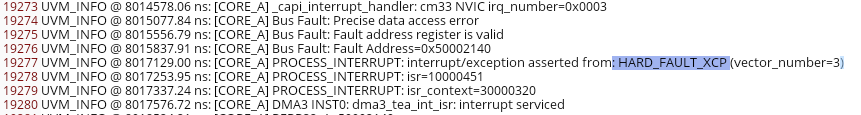 19273 UVM_INFO @ 8014578.06 ns: [CORE_A] _capi_interrupt_handler: cm33 NVIC irq_number=0x0003
19274 UVM_INFO @ 8015077.84 ns: [CORE_A] Bus Fault: Precise data access error
19275 UVM_INFO @ 8015556.79 ns: [CORE_A] Bus Fault: Fault address register is valid
19276 UVM_INFO @ 8015837.91 ns: [CORE_A] Bus Fault: Fault Address=0x50002140
19277 UVM_INFO @ 8017129.00 ns: [CORE_A] PROCESS_INTERRUPT: interrupt/exception asserted from: HARD_FAULT_XCP (vector_number=3)
19278 UVM_INFO @ 8017253.95 ns: [CORE_A] PROCESS_INTERRUPT: isr=10000451
19279 UVM_INFO @ 8017337.24 ns: [CORE_A] PROCESS_INTERRUPT: isr_context=30000320
19280 UVM_INFO @ 8017576.72 ns: [CORE_A] DMA3 INST0: dma3_tea_int_isr: interrupt serviced